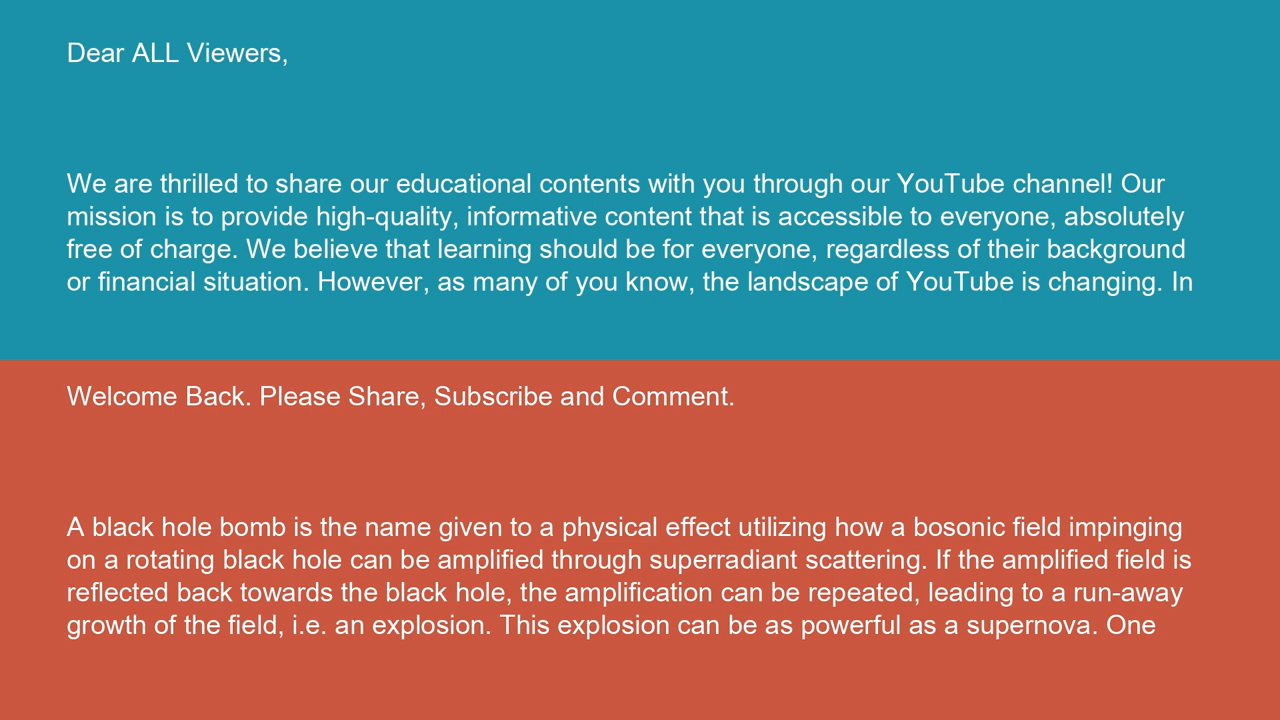 Dear ALL Viewers,
We are thrilled to share our educational contents with you through our YouTube channel! Our
mission is to provide high-quality, informative content that is accessible to everyone, absolutely
free of charge. We believe that learning should be for everyone, regardless of their background
or financial situation. However, as many of you know, the landscape of YouTube is changing. In
Welcome Back. Please Share, Subscribe and Comment.
A black hole bomb is the name given to a physical effect utilizing how a bosonic field impinging
on a rotating black hole can be amplified through superradiant scattering. If the amplified field is
reflected back towards the black hole, the amplification can be repeated, leading to a run-away
growth of the field, i.e. an explosion. This explosion can be as powerful as a supernova. One